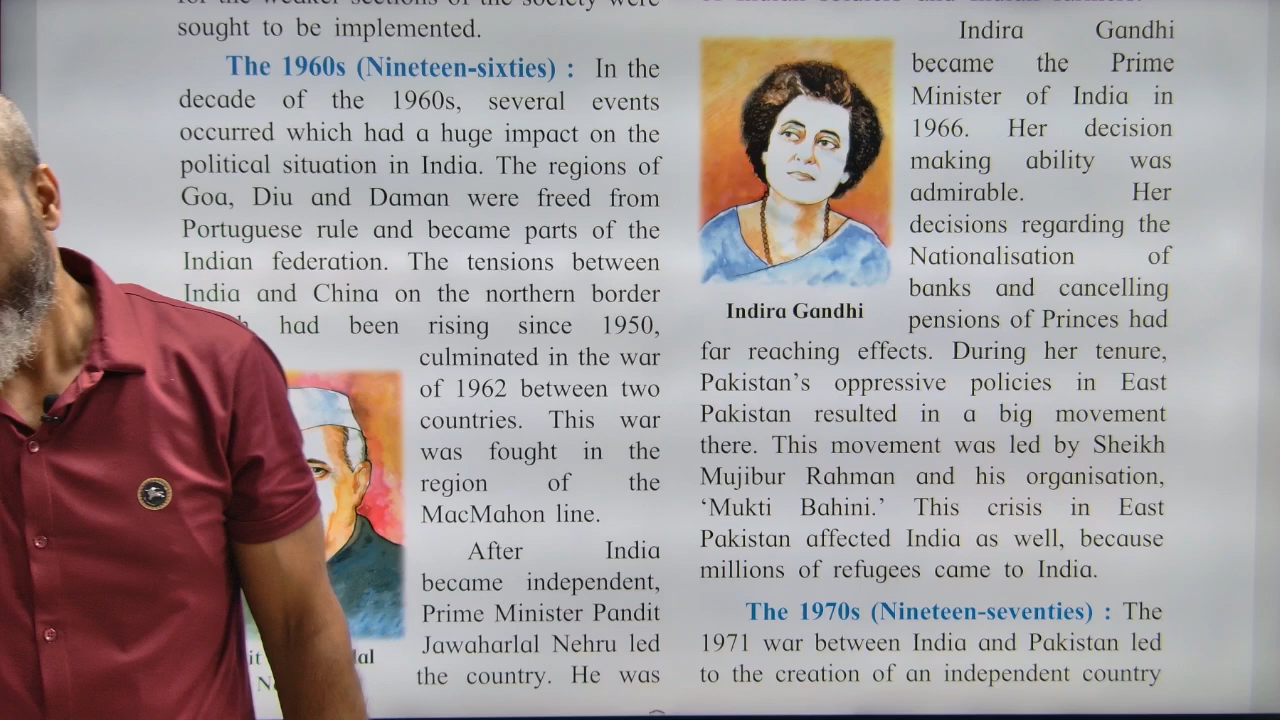 for the weaker sections of the society were
sought to be implemented.
The 1960s (Nineteen-sixties) : In the
decade of the 1960s, several events
occurred which had a huge impact on the
political situation in India. The regions of
Goa, Diu and Daman were freed from
Portuguese rule and became parts of the
Indian federation. The tensions between
India and China on the northern border
had been rising since 1950,
culminated in the war
of 1962 between two
countries. This war
was fought in the
region of the
MacMahon line.
After India
became independent,
Prime Minister Pandit
Jawaharlal Nehru led
the country. He was
Indira Gandhi
became the Prime
Minister of India in
1966. Her decision
making ability was
admirable. Her
decisions regarding the
Nationalisation of
banks and cancelling
pensions of Princes had
Indira Gandhi
far reaching effects. During her tenure,
Pakistan's oppressive policies in East
Pakistan resulted in a big movement
there. This movement was led by Sheikh
Mujibur Rahman and his organisation,
‘Mukti Bahini.’ This crisis in East
Pakistan affected India as well, because
millions of refugees came to India.
The 1970s (Nineteen-seventies) : The
1971 war between India and Pakistan led
to the creation of an independent country